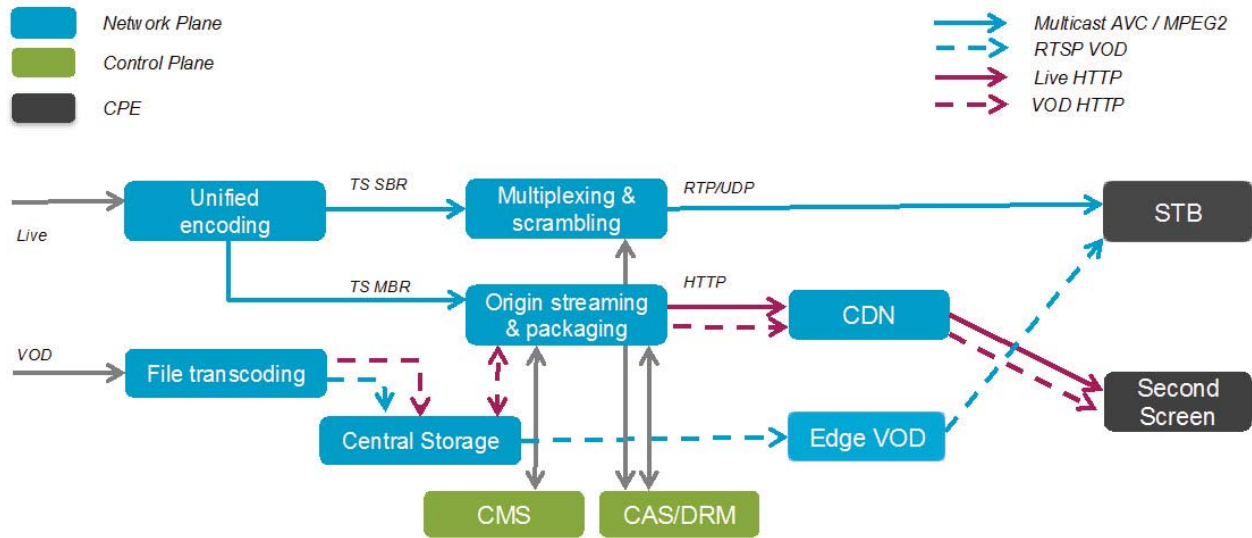 Network Plane
Control Plane
CPE
Multicast AVC / MPEG2
RTSP VOD
Live HTTP
VOD HTTP
Live
Unified
encoding
TS SBR
Multiplexing &
scrambling
RTP/UDP
STB
TS MBR
Origin streaming
& packaging
HTTP
CDN
VOD
File transcoding
Central Storage
Edge VOD
Second
Screen
CMS
CAS/DRM